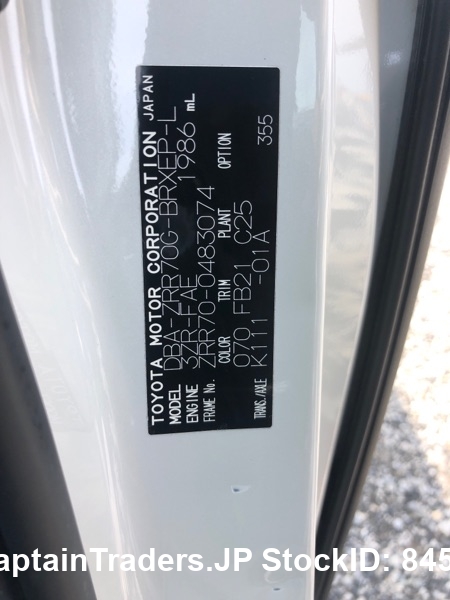 TOYOTA MOTOR CORPORATION JAPAN
MODEL DBA-ZRR70G-BRXEP-L
ENGINE 3ZR-FAE 1986 mL
FRAME No. ZRR70-0483074
COLOR TRIM PLANT OPTION
070 FB21 C25 355
TRANS./AXLE K111 -01A
aptainTraders.JP StockID: 845